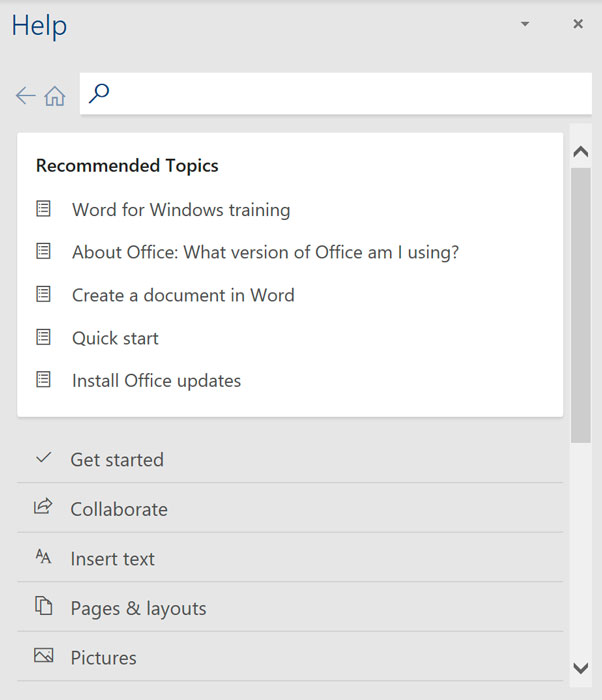 Help
Recommended Topics
Word for Windows training
About Office: What version of Office am I using?
Create a document in Word
Quick start
Install Office updates
Get started
Collaborate
Insert text
Pages & layouts
Pictures